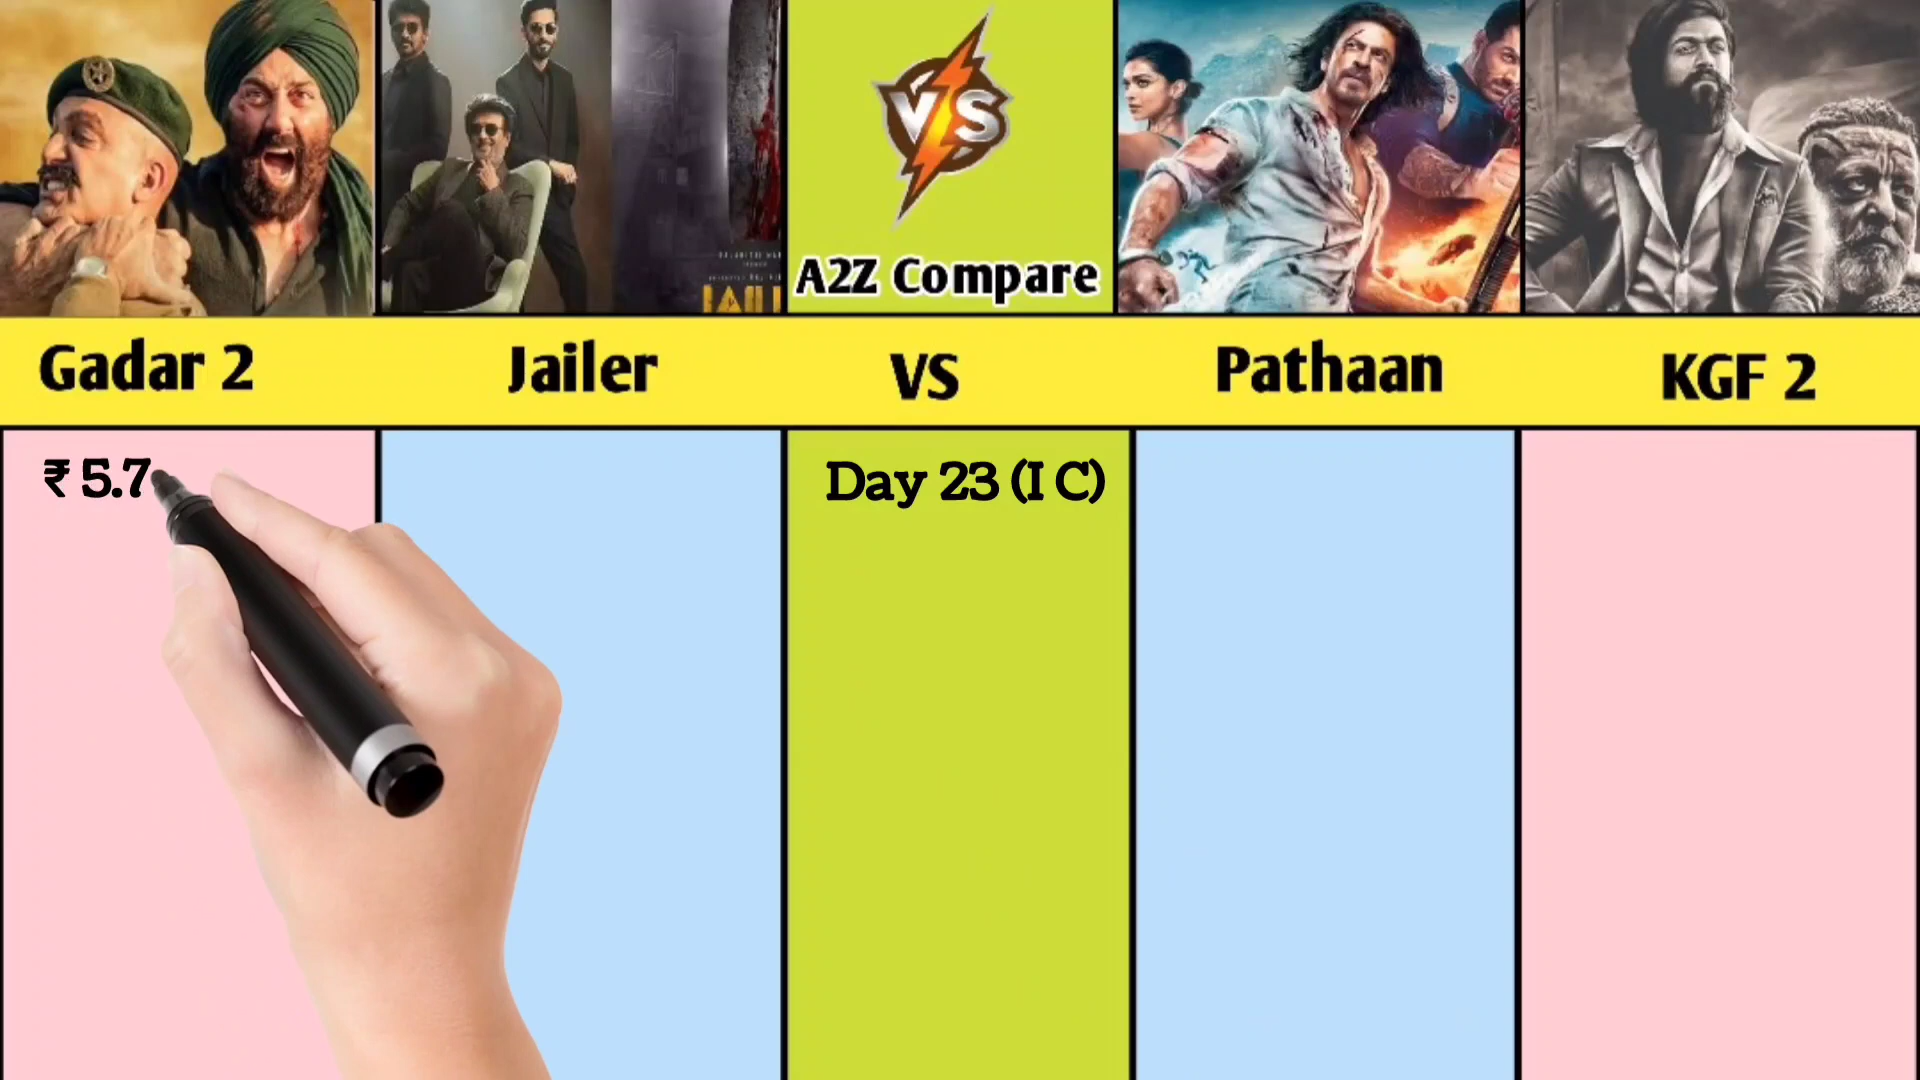 VS
A2Z Compare
Gadar 2
Jailer
VS
Pathaan
KGF 2
₹ 5.7
Day 23 (I C)